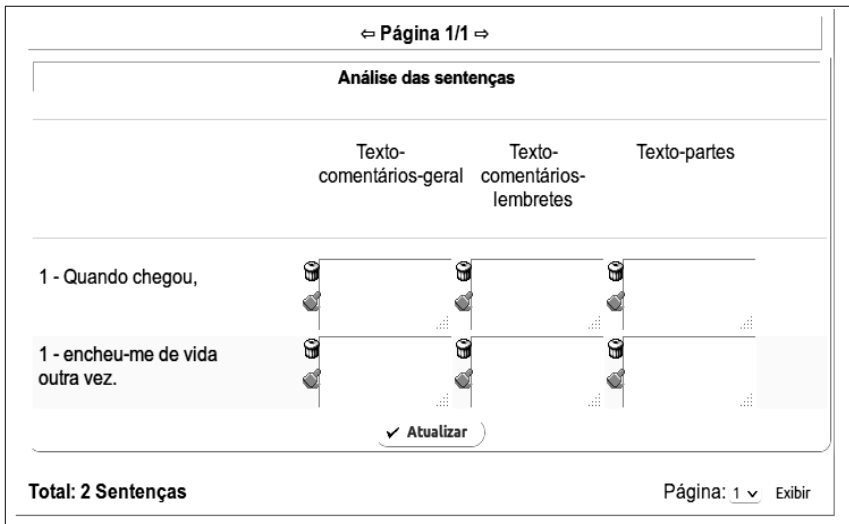 ⇦ Página 1/1 ⇨
Análise das sentenças
Texto-comentários-geral
Texto-comentários-lembretes
Texto-partes
1 - Quando chegou,
1 - encheu-me de vida
outra vez.
✔ Atualizar
Total: 2 Sentenças
Página: 1 Exibir